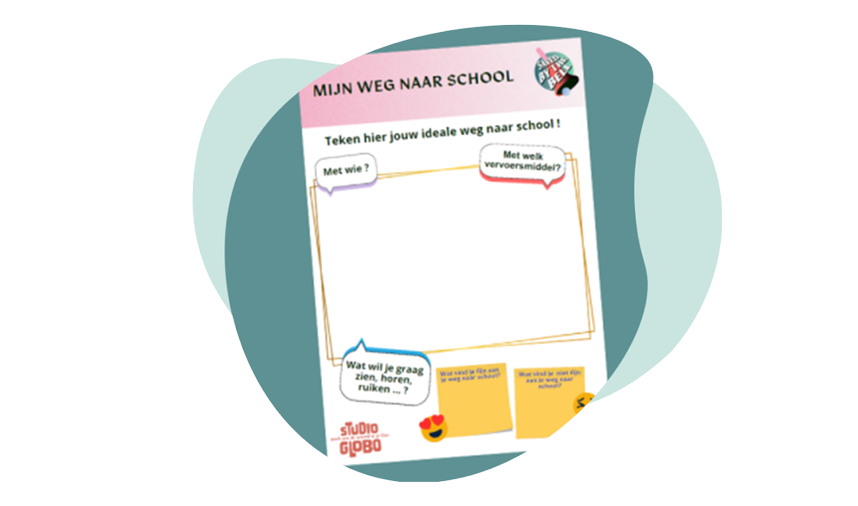 MIJN WEG NAAR SCHOOL
Teken hier jouw ideale weg naar school !
Met wie ?
Met welk
vervoersmiddel?
Wat wil je graag
zien, horen,
ruiken ... ?
Wat vind je fijn aan
je weg naar school?
Wat vind je niet fijn
aan je weg naar
school?
STUDIO
GLOBO